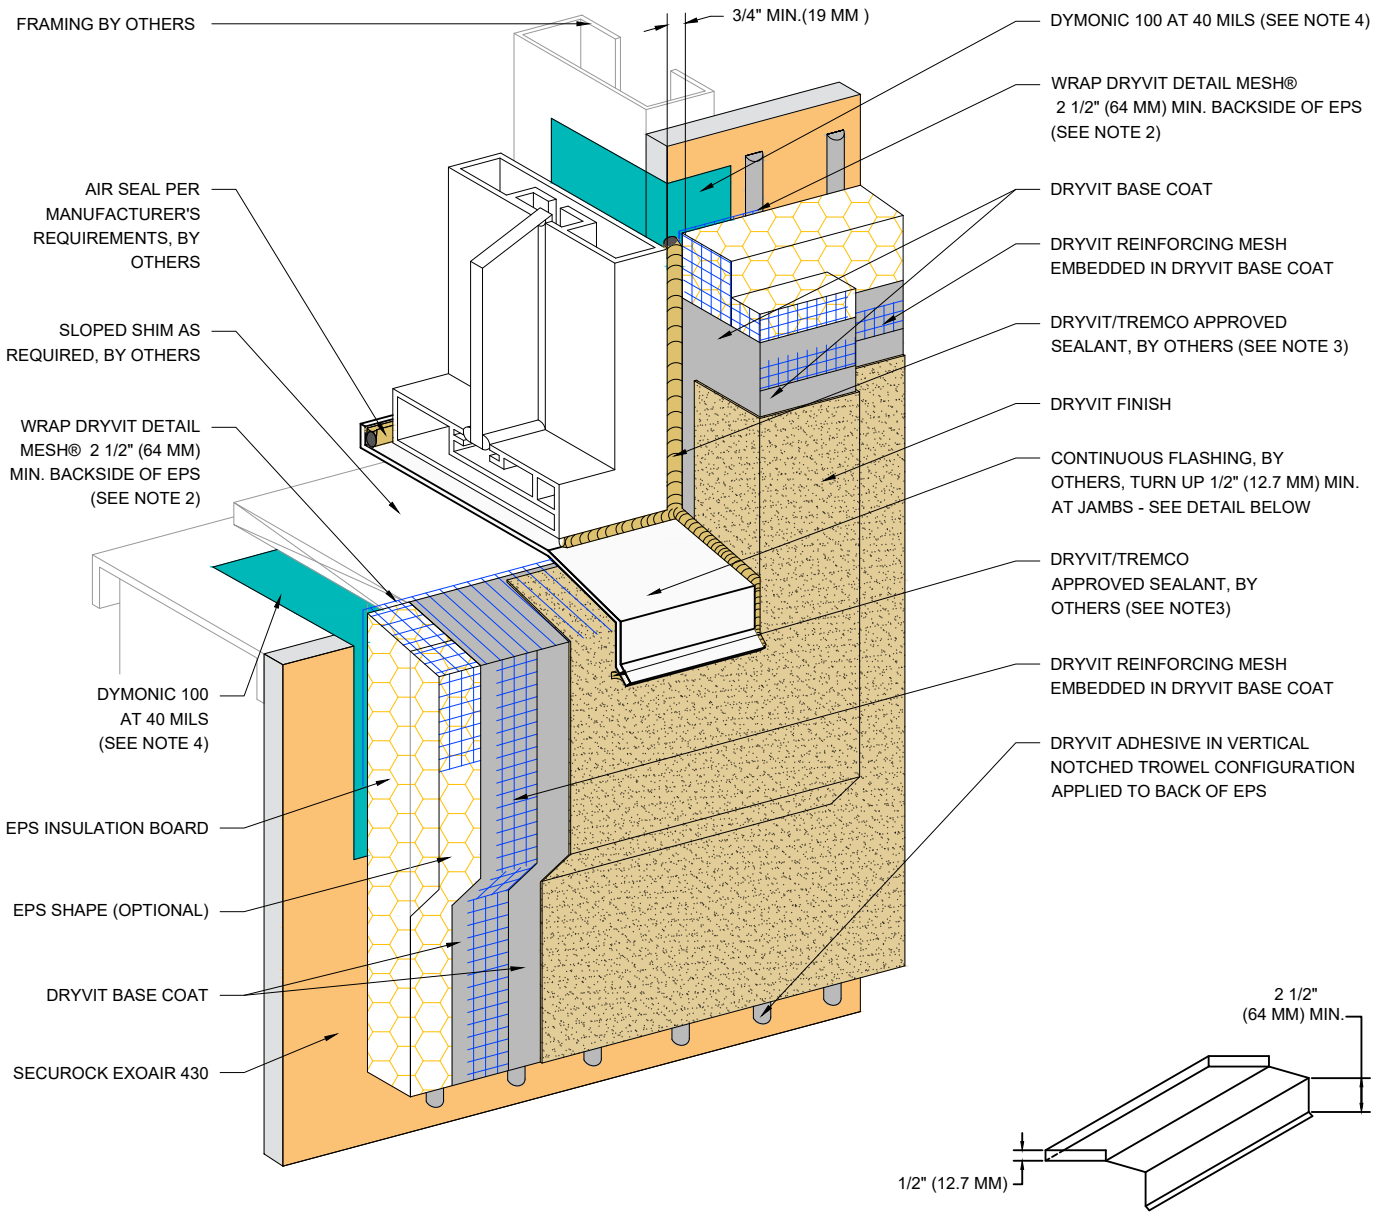 FRAMING BY OTHERS
AIR SEAL PER
MANUFACTURER'S
REQUIREMENTS, BY
OTHERS
SLOPED SHIM AS
REQUIRED, BY OTHERS
WRAP DRYVIT DETAIL
MESH® 2 1/2" (64 MM)
MIN. BACKSIDE OF EPS
(SEE NOTE 2)
DYMONIC 100
AT 40 MILS
(SEE NOTE 4)
EPS INSULATION BOARD
EPS SHAPE (OPTIONAL)
DRYVIT BASE COAT
SECUROCK EXOAIR 430
3/4" MIN.(19 MM )
DYMONIC 100 AT 40 MILS (SEE NOTE 4)
WRAP DRYVIT DETAIL MESH®
2 1/2" (64 MM) MIN. BACKSIDE OF EPS
(SEE NOTE 2)
DRYVIT BASE COAT
DRYVIT REINFORCING MESH
EMBEDDED IN DRYVIT BASE COAT
DRYVIT/TREMCO APPROVED
SEALANT, BY OTHERS (SEE NOTE 3)
DRYVIT FINISH
CONTINUOUS FLASHING, BY
OTHERS, TURN UP 1/2" (12.7 MM) MIN.
AT JAMBS - SEE DETAIL BELOW
DRYVIT/TREMCO
APPROVED SEALANT, BY
OTHERS (SEE NOTE3)
DRYVIT REINFORCING MESH
EMBEDDED IN DRYVIT BASE COAT
DRYVIT ADHESIVE IN VERTICAL
NOTCHED TROWEL CONFIGURATION
APPLIED TO BACK OF EPS
2 1/2"
(64 MM) MIN.
1/2" (12.7 MM)